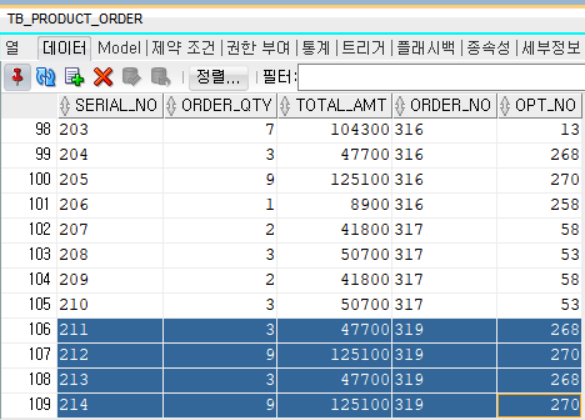 TB_PRODUCT_ORDER
열 데이터 Model 제약 조건 권한 부여 통계 트리거 플래시백 종속성 세부정보
정렬... 필터:
SERIAL_NO ORDER_QTY TOTAL_AMT ORDER_NO OPT_NO
98 203 7 104300 316 13
99 204 3 47700 316 268
100 205 9 125100 316 270
101 206 1 8900 316 258
102 207 2 41800 317 58
103 208 3 50700 317 53
104 209 2 41800 317 58
105 210 3 50700 317 53
106 211 3 47700 319 268
107 212 9 125100 319 270
108 213 3 47700 319 268
109 214 9 125100 319 270